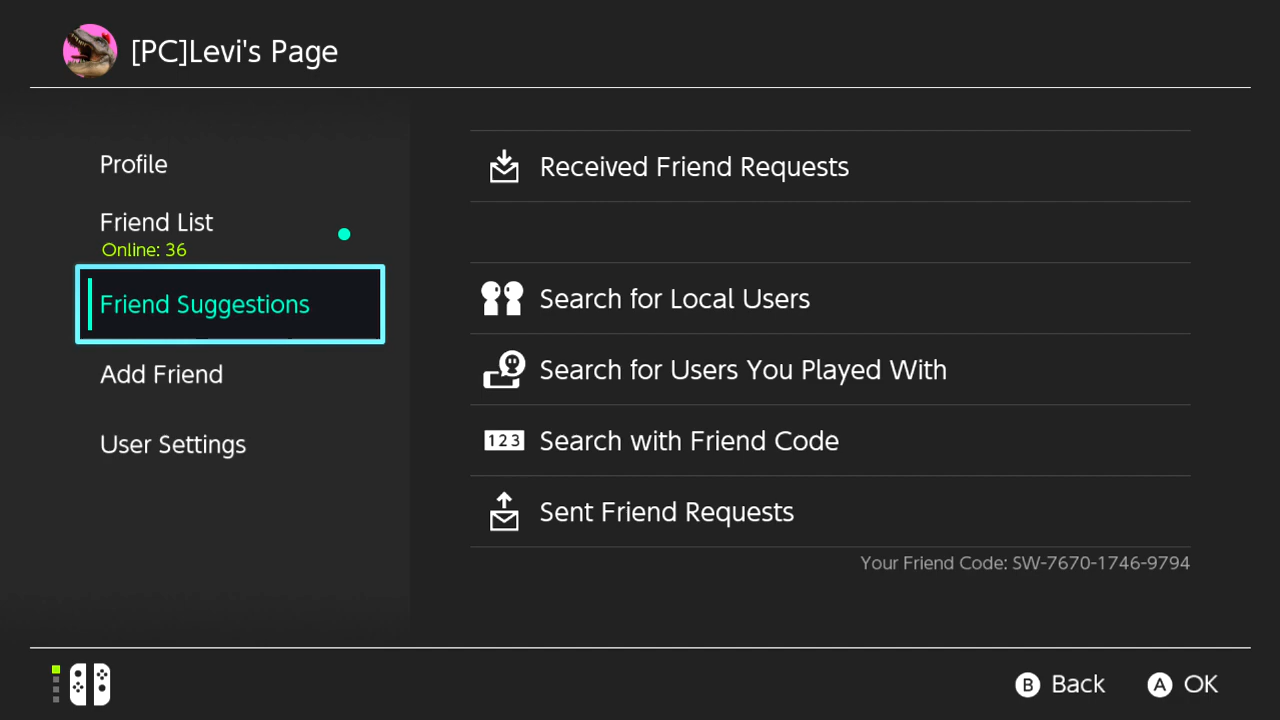 [PC]Levi's Page
Profile
Friend List
Online: 36
Friend Suggestions
Add Friend
User Settings
Received Friend Requests
Search for Local Users
Search for Users You Played With
123 Search with Friend Code
Sent Friend Requests
Your Friend Code: SW-7670-1746-9794
B Back A OK